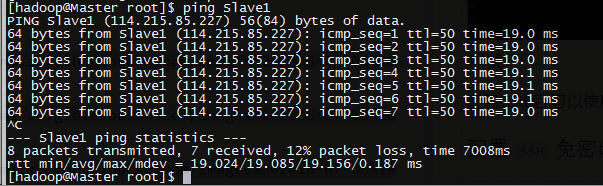 [hadoop@Master root]$ ping Slave1
PING Slave1 (114.215.85.227) 56(84) bytes of data.
64 bytes from Slave1 (114.215.85.227): icmp_seq=1 ttl=50 time=19.0 ms
64 bytes from Slave1 (114.215.85.227): icmp_seq=2 ttl=50 time=19.0 ms
64 bytes from Slave1 (114.215.85.227): icmp_seq=3 ttl=50 time=19.0 ms
64 bytes from Slave1 (114.215.85.227): icmp_seq=4 ttl=50 time=19.1 ms
64 bytes from Slave1 (114.215.85.227): icmp_seq=5 ttl=50 time=19.1 ms
64 bytes from Slave1 (114.215.85.227): icmp_seq=6 ttl=50 time=19.1 ms
64 bytes from Slave1 (114.215.85.227): icmp_seq=7 ttl=50 time=19.0 ms
可以使用
^C
--- Slave1 ping statistics ---
8 packets transmitted, 7 received, 12% packet loss, time 7008ms
SSH 免密
rtt min/avg/max/mdev = 19.024/19.085/19.156/0.187 ms
[hadoop@Master root]$